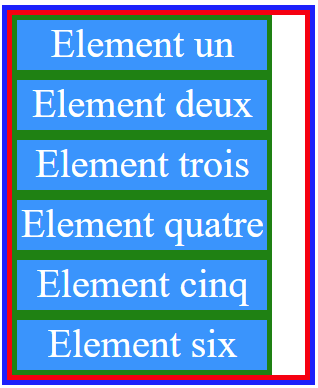 Element un
Element deux
Element trois
Element quatre
Element cinq
Element six